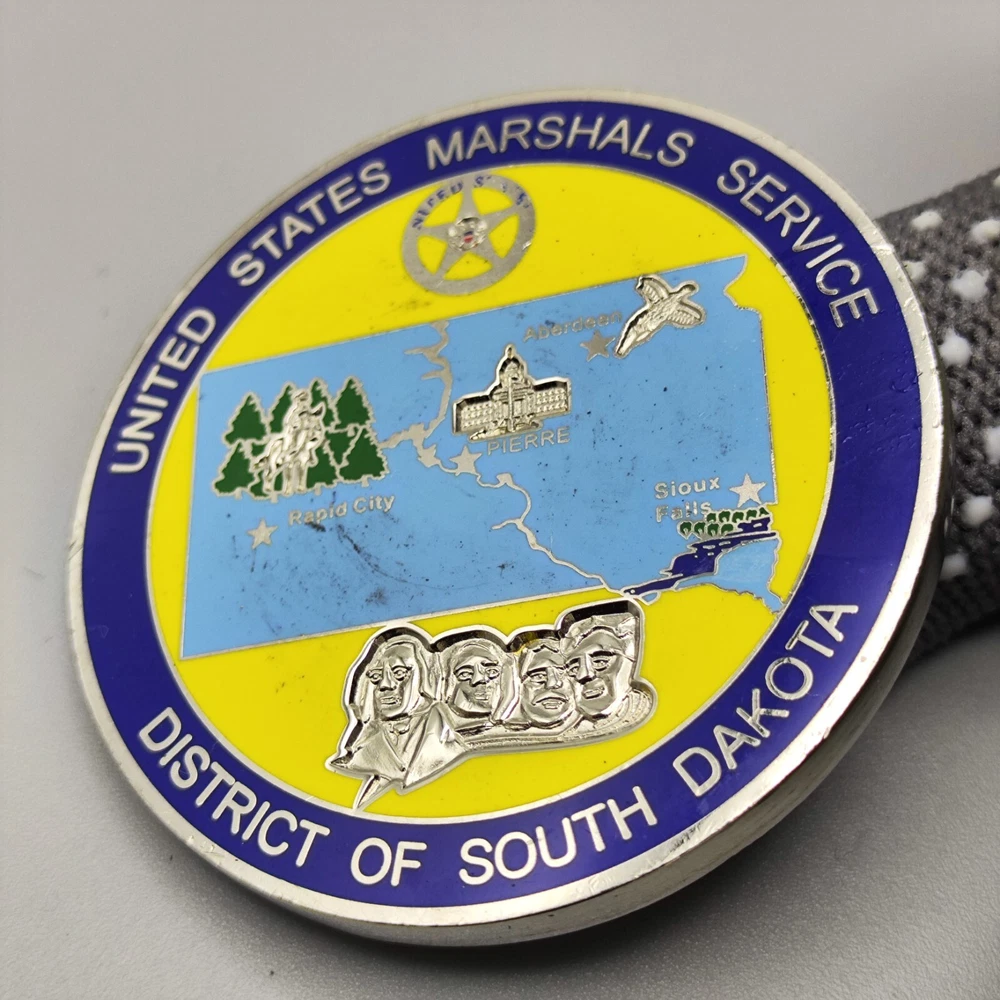 UNITED STATES MARSHALS SERVICE
Aberdeen
PIERRE
Rapid City
Sioux
Falls
DISTRICT OF SOUTH DAKOTA